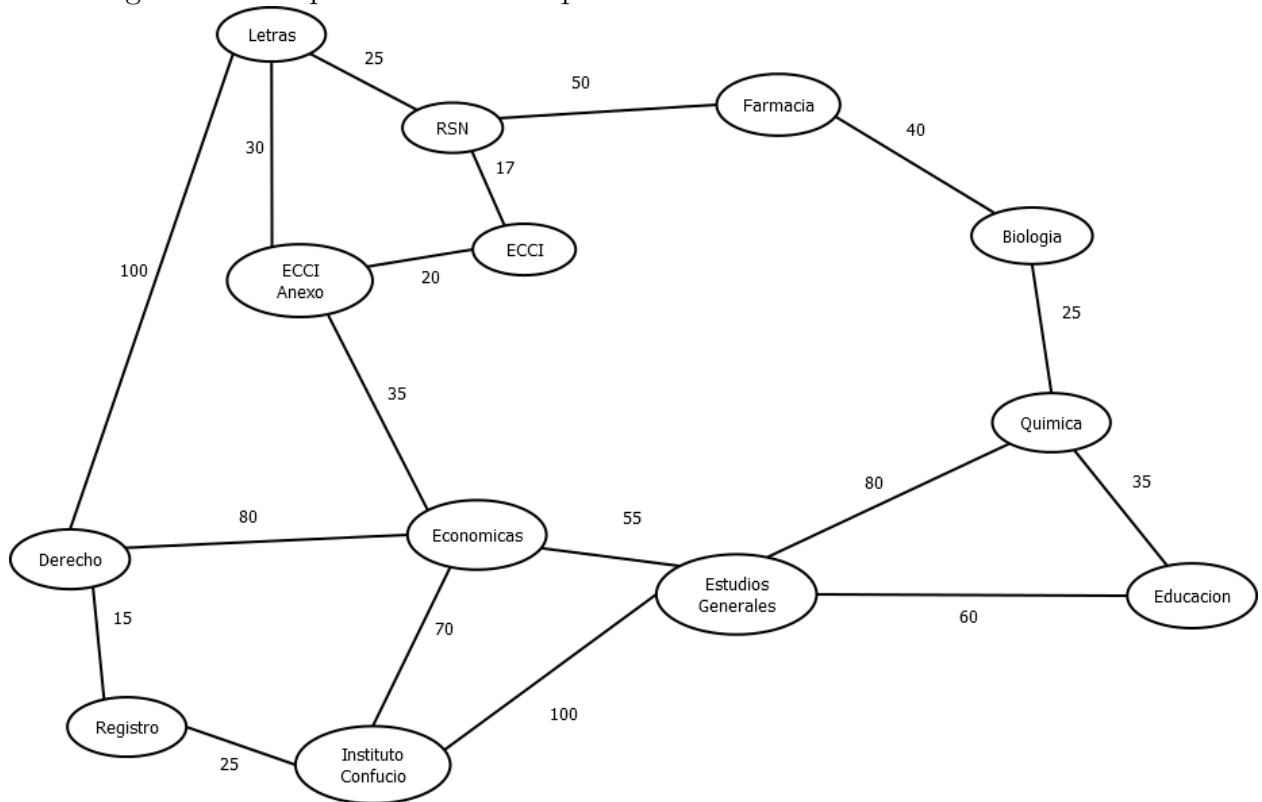 Letras
25
50
Farmacia
RSN
40
30
17
Biologia
ECCI
ECCI
Anexo
20
100
25
35
Quimica
80
35
80
55
Derecho
Economicas
Estudios
Generales
Educacion
15
70
60
100
Registro
Instituto
Confucio
25